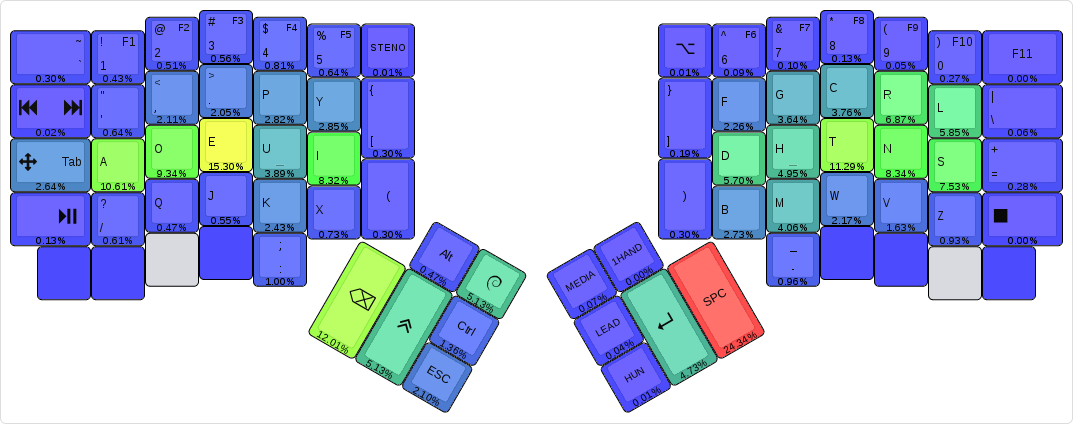 ~
`
0.30%
! F1
1
0.43%
@ F2
2
0.51%
# F3
3
0.56%
$ F4
4
0.81%
% F5
5
0.64%
STENO
0.01%
⌥
0.01%
^ F6
6
0.09%
& F7
7
0.10%
* F8
8
0.13%
( F9
9
0.05%
) F10
0
0.27%
F11
0.00%
0.02%
"
'
0.64%
<
,
2.11%
>
.
2.05%
P
2.82%
Y
2.85%
{
[
0.30%
}
]
0.19%
F
2.26%
G
3.64%
C
3.76%
R
6.87%
L
5.85%
|
\
0.06%
Tab
2.64%
A
10.61%
O
9.34%
E
15.30%
U
_
3.89%
I
8.32%
D
5.70%
H
_
4.95%
T
11.29%
N
8.34%
S
7.53%
+
=
0.28%
0.13%
?
/
0.61%
Q
0.47%
J
0.55%
K
2.43%
X
0.73%
(
0.30%
)
0.30%
B
2.73%
M
4.06%
W
2.17%
V
1.63%
Z
0.93%
0.00%
;
:
1.00%
_
-
0.96%
Alt
0.47%
5.13%
12.01%
5.13%
Ctrl
1.36%
ESC
2.10%
MEDIA
0.07%
1HAND
0.00%
LEAD
0.04%
HUN
0.01%
4.73%
SPC
24.34%